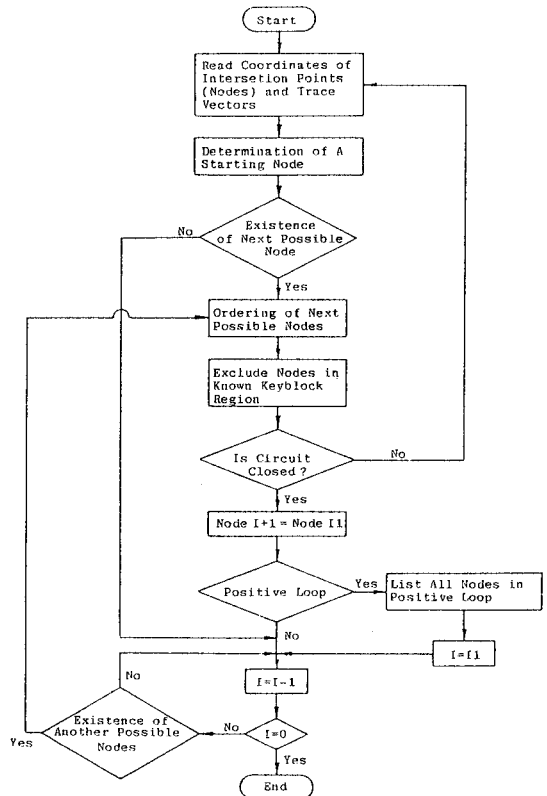 Start
Read Coordinates of
Intersetion Points
(Nodes) and Trace
Vectors
Determination of A
Starting Node
Existence
of Next Possible
Node
No
Yes
Ordering of Next
Possible Nodes
Exclude Nodes in
Known Keyblock
Region
Is Circuit
Closed?
No
Yes
Node I+1=Node I1
Positive Loop
Yes
List All Nodes in
Positive Loop
No
I=I1
No
I=I-1
Existence of
Another Possible
Nodes
Yes
No
I=0
Yes
End